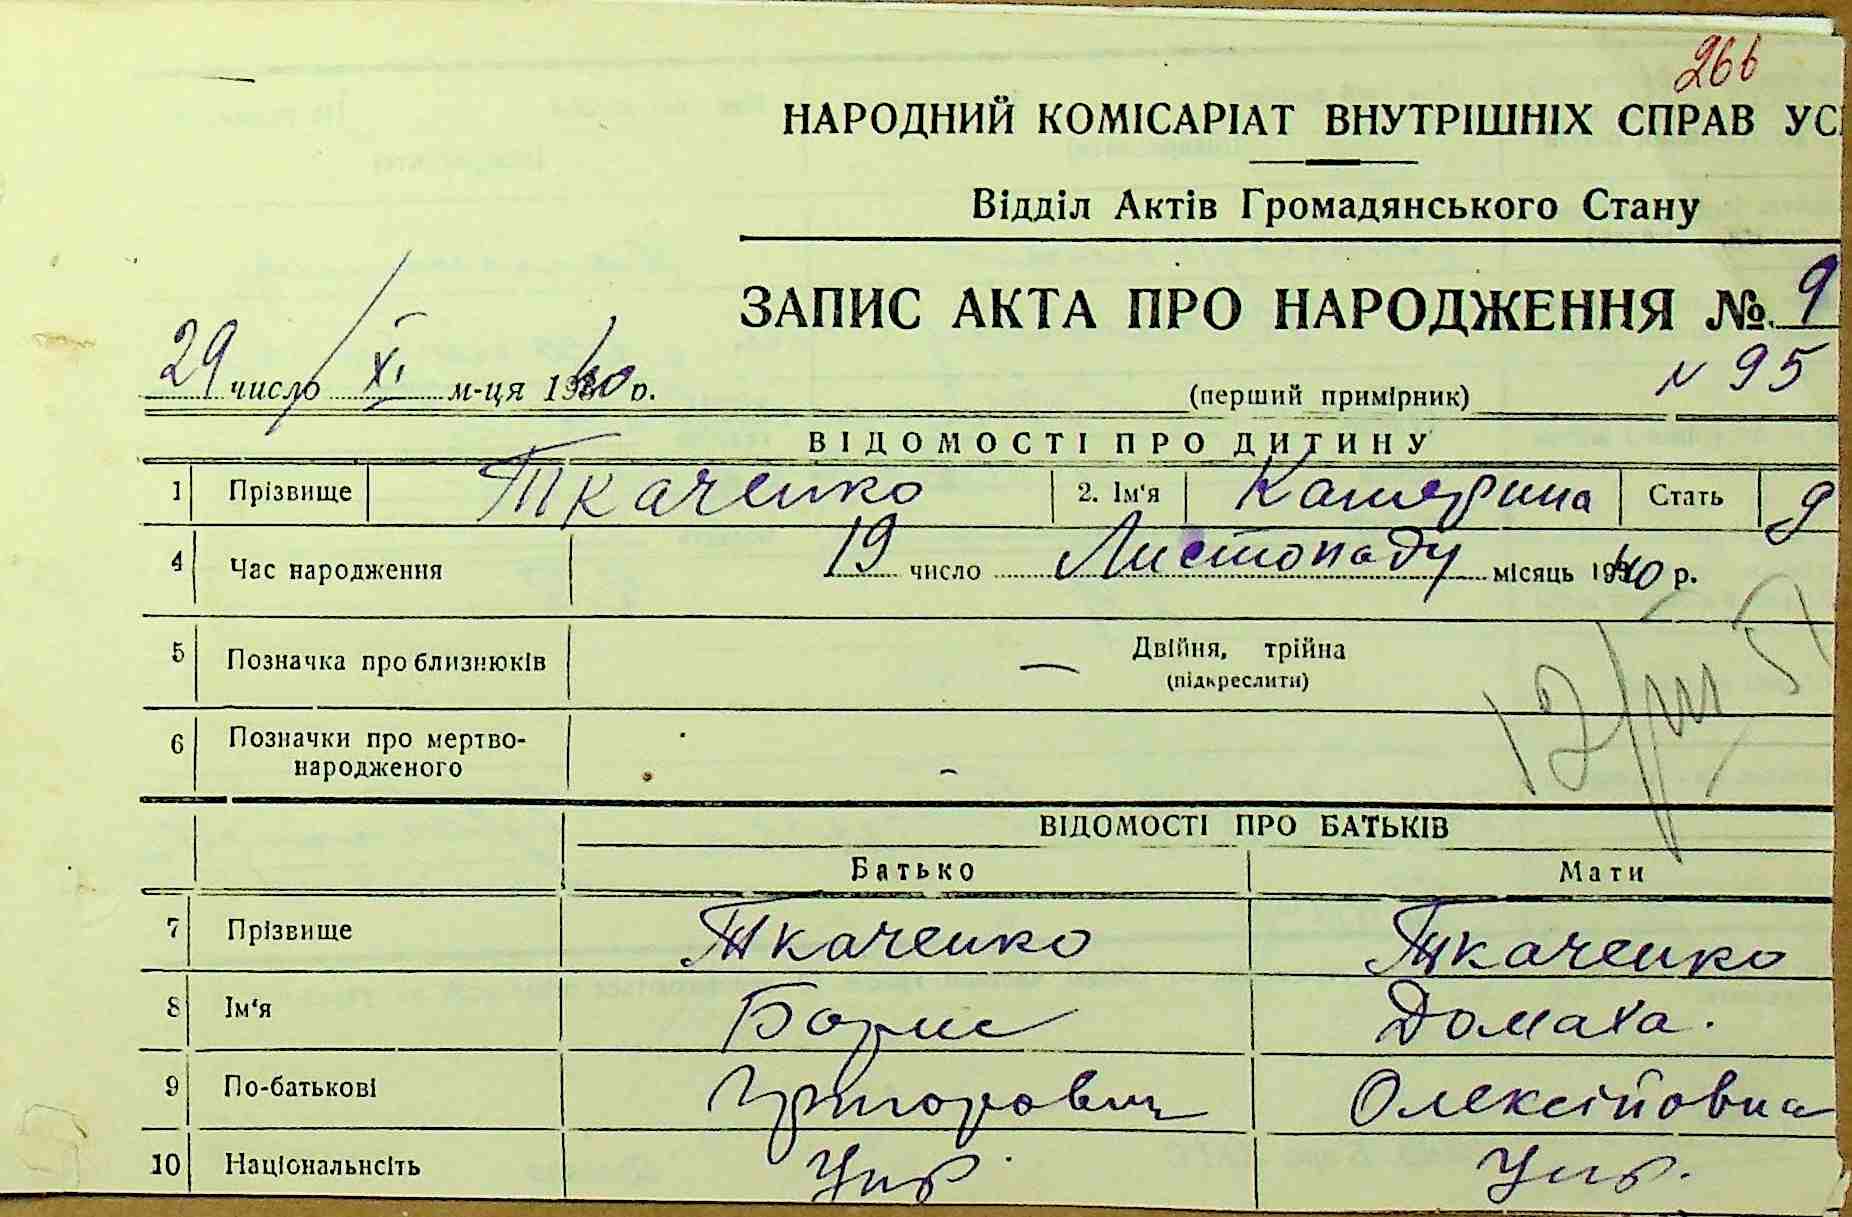 266
НАРОДНИЙ КОМІСАРІАТ ВНУТРІШНІХ СПРАВ УС
Відділ Актів Громадянського Стану
ЗАПИС АКТА ПРО НАРОДЖЕННЯ № 9
29 число XI м-ця 1940 р. (перший примірник) N 95
ВІДОМОСТІ ПРО ДИТИНУ
1 Прізвище Ткаченко 2. Ім'я Катерина Стать
4 Час народження 19 число Листопаду місяць 1940 р.
5 Позначка про близнюків — Двійня, трійна
(підкреслити)
6 Позначки про мертво-
народженого -
ВІДОМОСТІ ПРО БАТЬКІВ
Батько Мати
7 Прізвище Ткаченко Ткаченко
8 Ім'я Борис Домаха.
9 По-батькові Григорович Олексіївна
10 Національнсіть Укр. Укр.